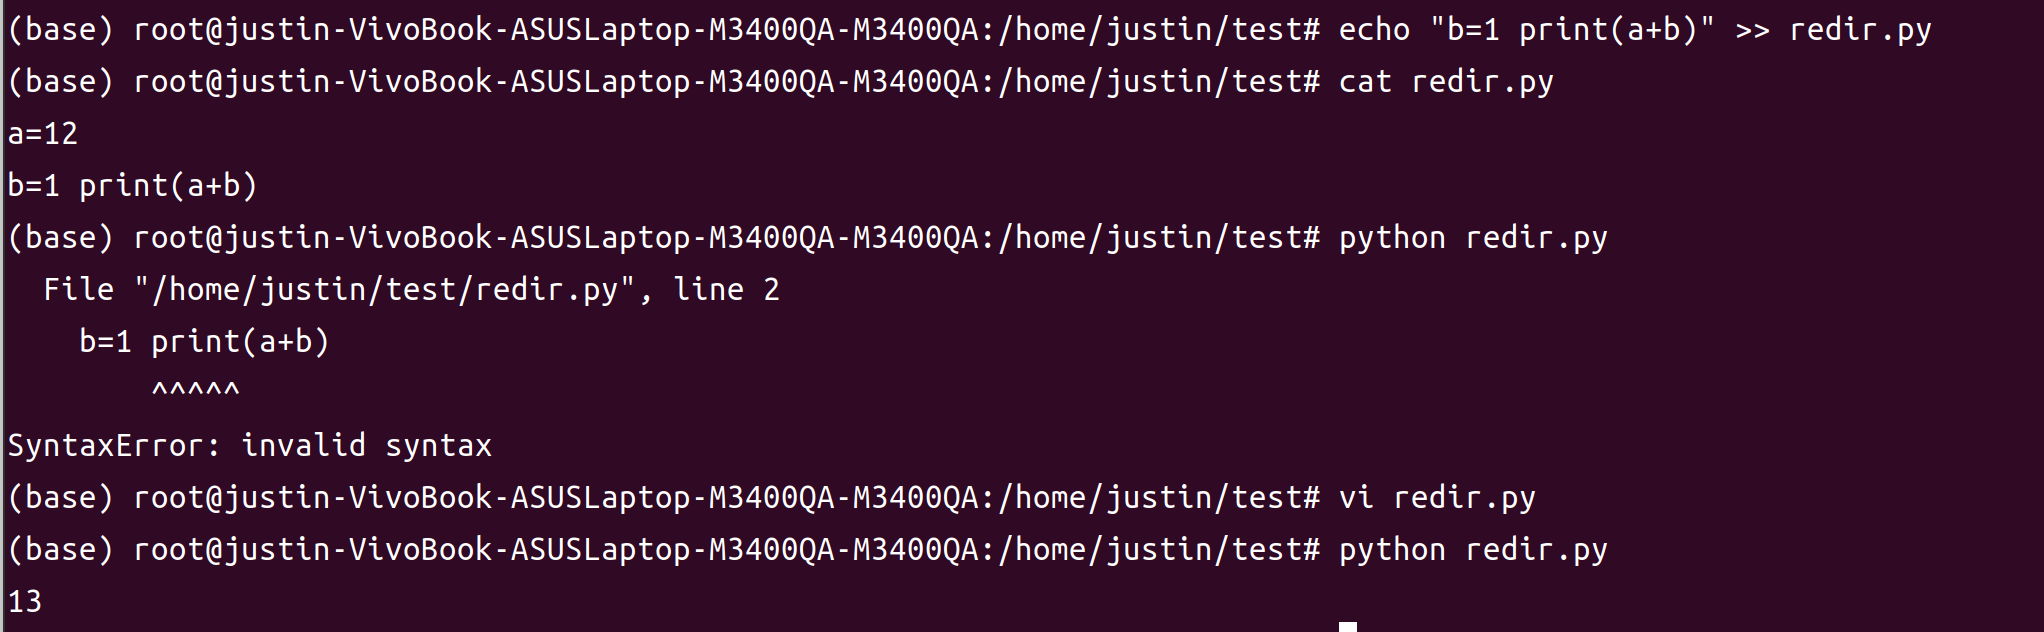 (base) root@justin-VivoBook-ASUSLaptop-M3400QA-M3400QA:/home/justin/test# echo "b=1 print(a+b)" >> redir.py
(base) root@justin-VivoBook-ASUSLaptop-M3400QA-M3400QA:/home/justin/test# cat redir.py
a=12
b=1 print(a+b)
(base) root@justin-VivoBook-ASUSLaptop-M3400QA-M3400QA:/home/justin/test# python redir.py
  File "/home/justin/test/redir.py", line 2
    b=1 print(a+b)
        ^^^^^
SyntaxError: invalid syntax
(base) root@justin-VivoBook-ASUSLaptop-M3400QA-M3400QA:/home/justin/test# vi redir.py
(base) root@justin-VivoBook-ASUSLaptop-M3400QA-M3400QA:/home/justin/test# python redir.py
13